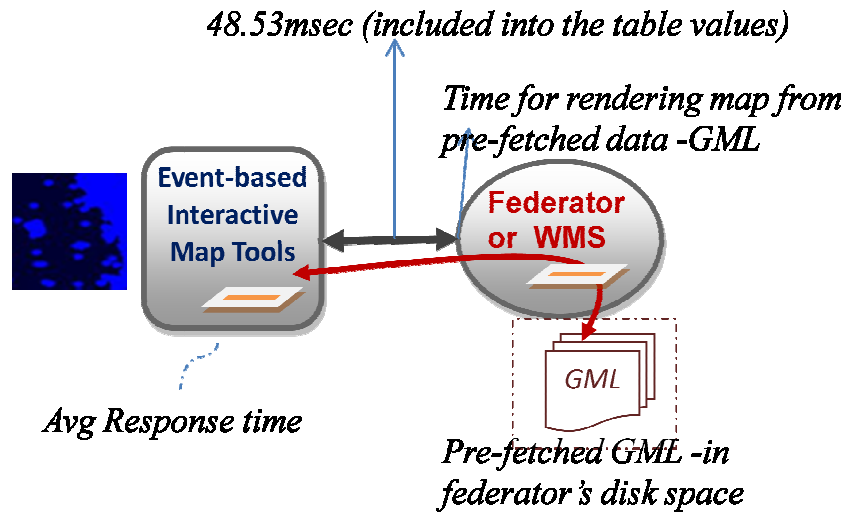 48.53msec (included into the table values)
Time for rendering map from
pre-fetched data -GML
Event-based
Interactive
Map Tools
Federator
or WMS
GML
Avg Response time
Pre-fetched GML -in
federator's disk space